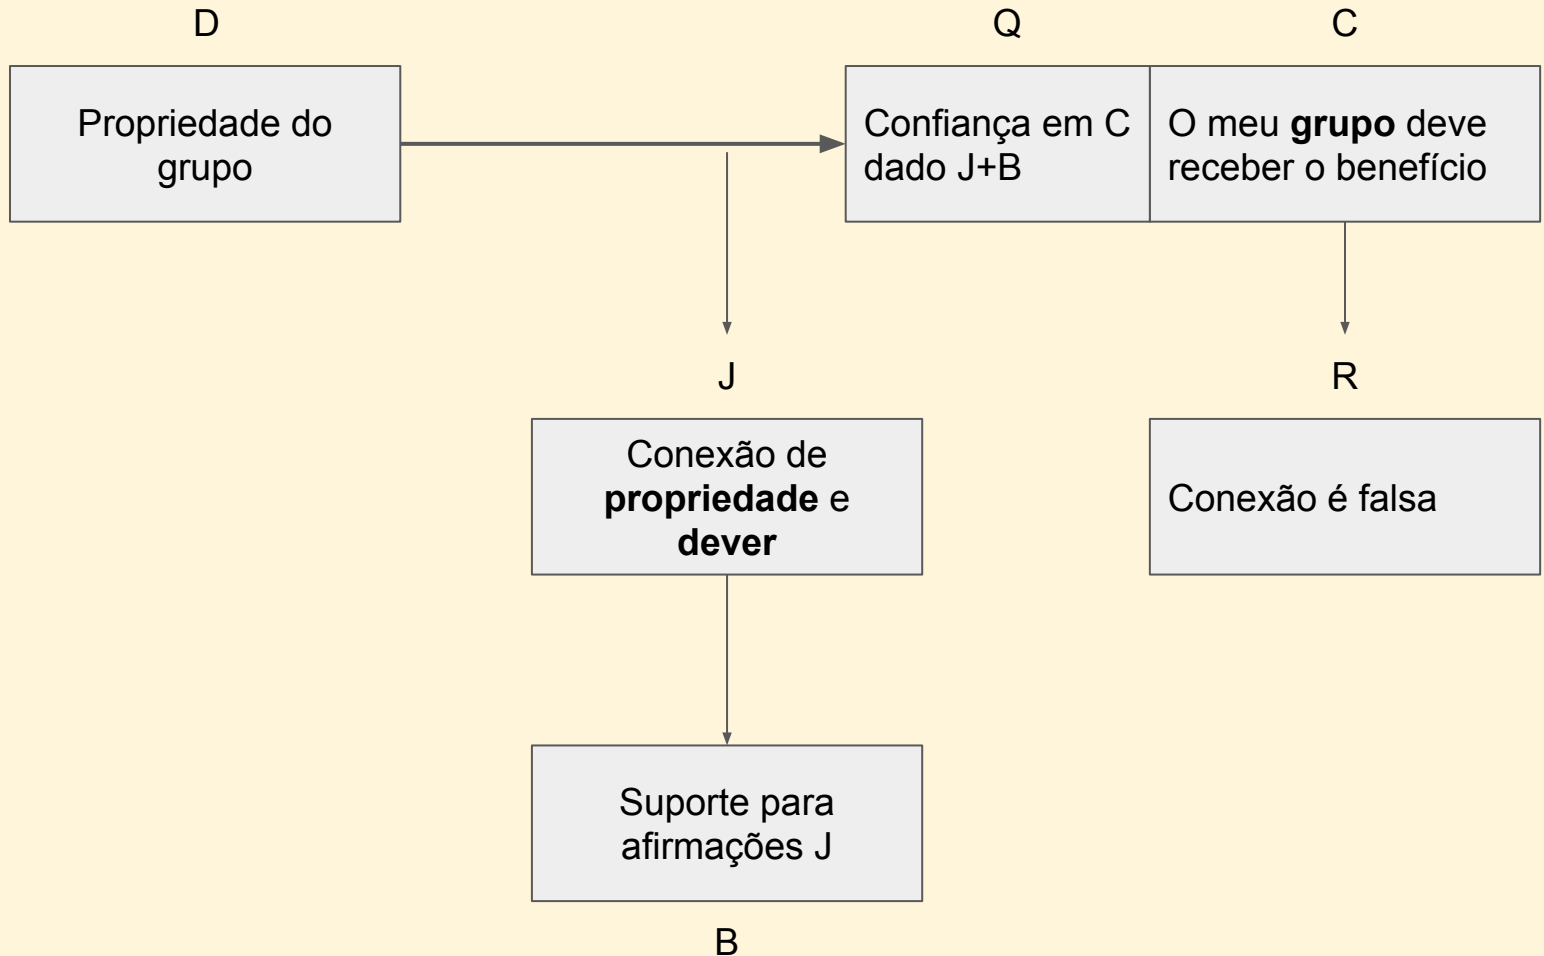 D
Q
C
Propriedade do
grupo
Confiança em C
dado J+B
O meu grupo deve
receber o benefício
J
R
Conexão de
propriedade e
dever
Conexão é falsa
Suporte para
afirmações J
B